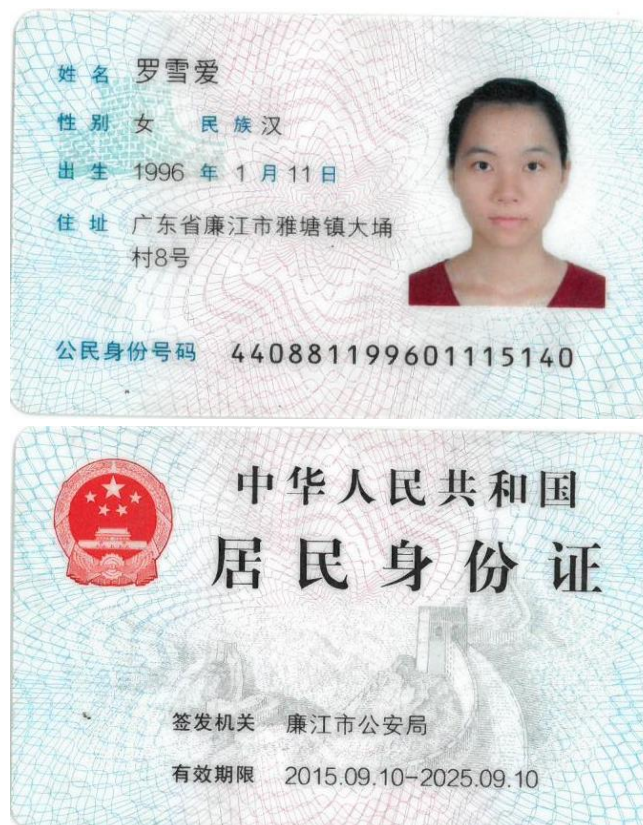 姓名 罗雪爱
性别 女 民族 汉
出生 1996 年 1 月 11 日
住址 广东省廉江市雅塘镇大埇
村8号
公民身份号码 440881199601115140
中华人民共和国
居民身份证
签发机关 廉江市公安局
有效期限 2015.09.10-2025.09.10